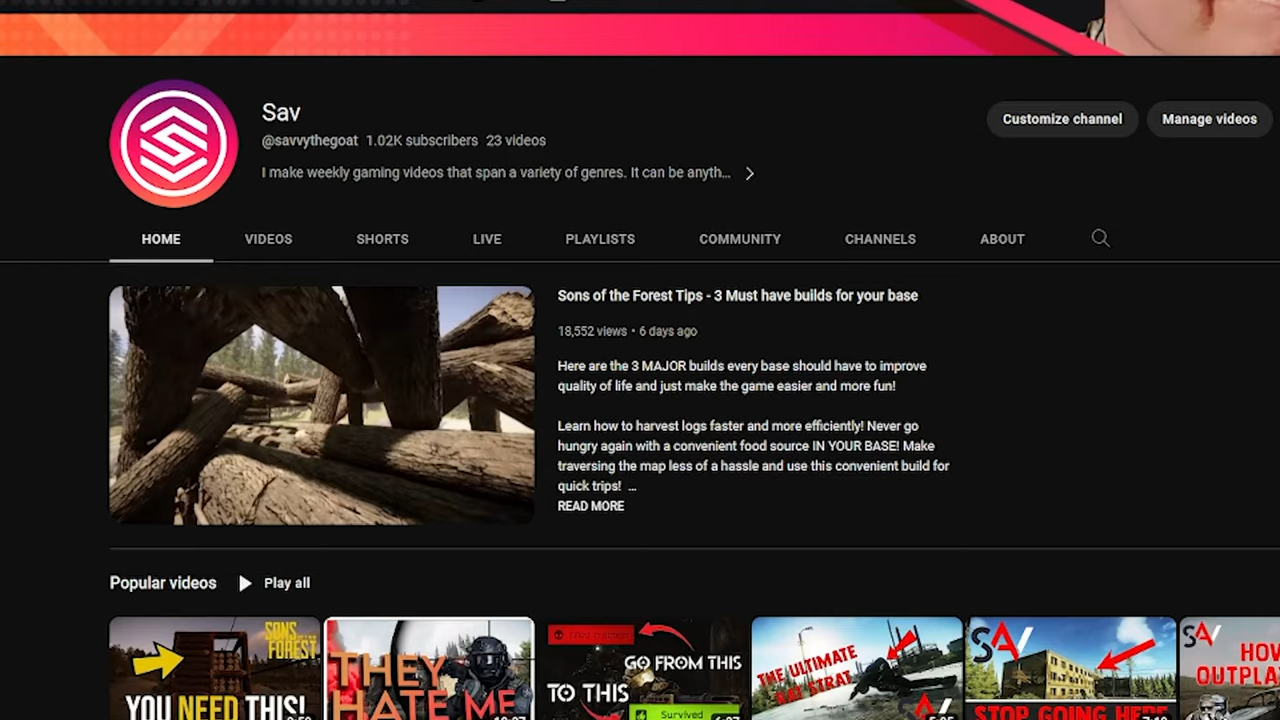 Sav
@savvythegoat 1.02K subscribers 23 videos
I make weekly gaming videos that span a variety of genres. It can be anyth...
Customize channel
Manage videos
HOME
VIDEOS
SHORTS
LIVE
PLAYLISTS
COMMUNITY
CHANNELS
ABOUT
Sons of the Forest Tips - 3 Must have builds for your base
18,552 views • 6 days ago
Here are the 3 MAJOR builds every base should have to improve
quality of life and just make the game easier and more fun!
Learn how to harvest logs faster and more efficiently! Never go
hungry again with a convenient food source IN YOUR BASE! Make
traversing the map less of a hassle and use this convenient build for
quick trips! ...
READ MORE
Popular videos
Play all
SONS
FOREST
YOU NEED THIS!
THEY
HATE ME
GO FROM THIS
TO THIS
Survived
THE ULTIMATE
RAT STRAT
SAV
STOP GOING HERE
SAV
OUTPLA